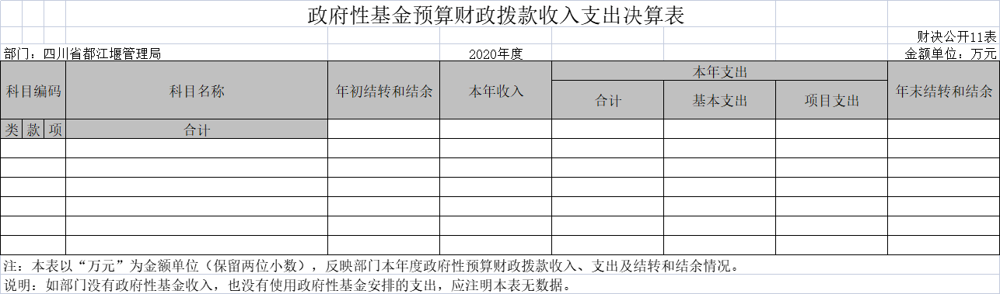 政府性基金预算财政拨款收入支出决算表
财决公开11表
部门：四川省都江堰管理局 2020年度 金额单位：万元
科目编码 科目名称 年初结转和结余 本年收入 本年支出 年末结转和结余
合计 基本支出 项目支出
类 款 项 合计
注：本表以“万元”为金额单位（保留两位小数），反映部门本年度政府性预算财政拨款收入、支出及结转和结余情况。
说明：如部门没有政府性基金收入，也没有使用政府性基金安排的支出，应注明本表无数据。